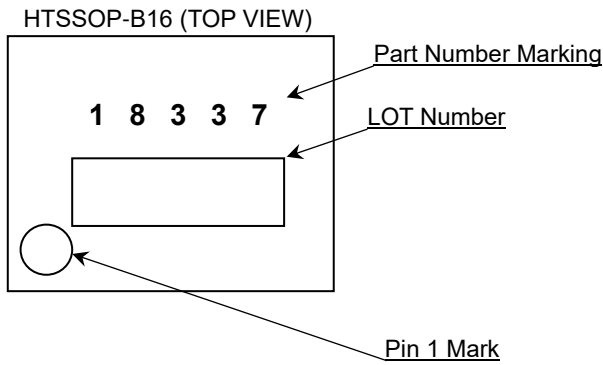 HTSSOP-B16 (TOP VIEW)
Part Number Marking
1 8 3 3 7
LOT Number
Pin 1 Mark